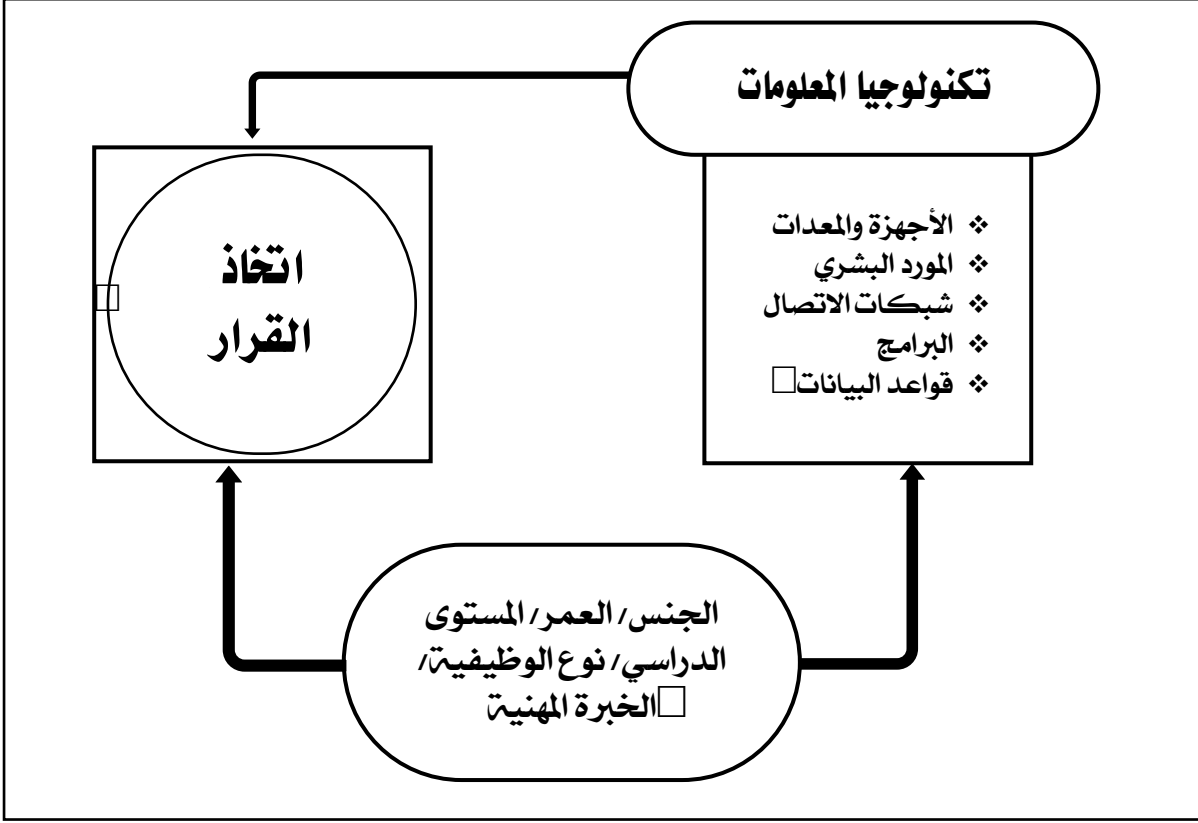 تكنولوجيا المعلومات
❖ الأجهزة والمعدات
❖ المورد البشري
❖ شبكات الاتصال
❖ البرامج
❖ قواعد البيانات
اتخاذ
القرار
الجنس/ العمر/ المستوى
الدراسي/ نوع الوظيفية/
الخبرة المهنية